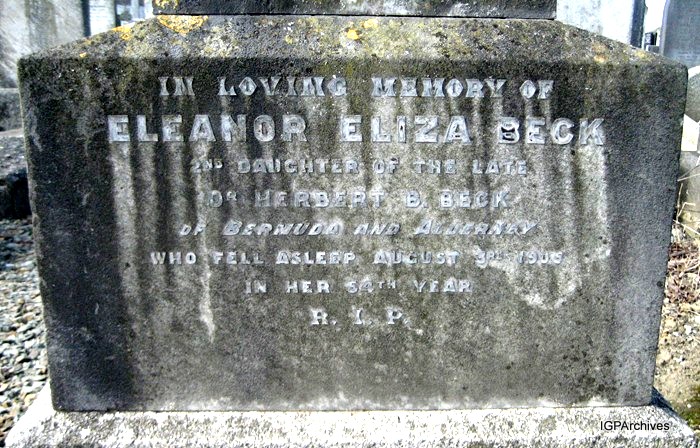 IN LOVING MEMORY OF
ELEANOR ELIZA BECK
2ND DAUGHTER OF THE LATE
DR HERBERT B. BECK
OF BERMUDA AND ALDERNEY
WHO FELL ASLEEP AUGUST 3RD
IN HER 54TH YEAR
R. I. P.
IGPArchives